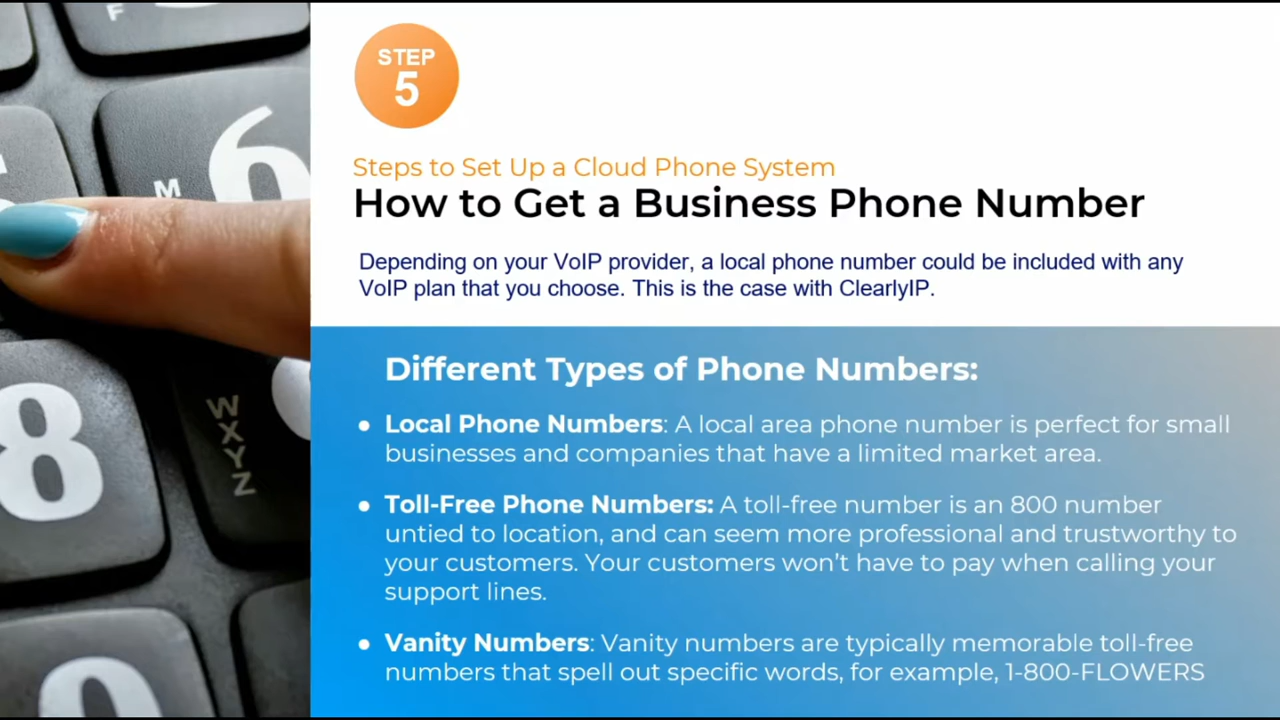 F
6
M
8
W
X
Y
Z
STEP
5
Steps to Set Up a Cloud Phone System
How to Get a Business Phone Number
Depending on your VoIP provider, a local phone number could be included with any
VoIP plan that you choose. This is the case with ClearlyIP.
Different Types of Phone Numbers:
• Local Phone Numbers: A local area phone number is perfect for small
businesses and companies that have a limited market area.
• Toll-Free Phone Numbers: A toll-free number is an 800 number
untied to location, and can seem more professional and trustworthy to
your customers. Your customers won't have to pay when calling your
support lines.
• Vanity Numbers: Vanity numbers are typically memorable toll-free
numbers that spell out specific words, for example, 1-800-FLOWERS